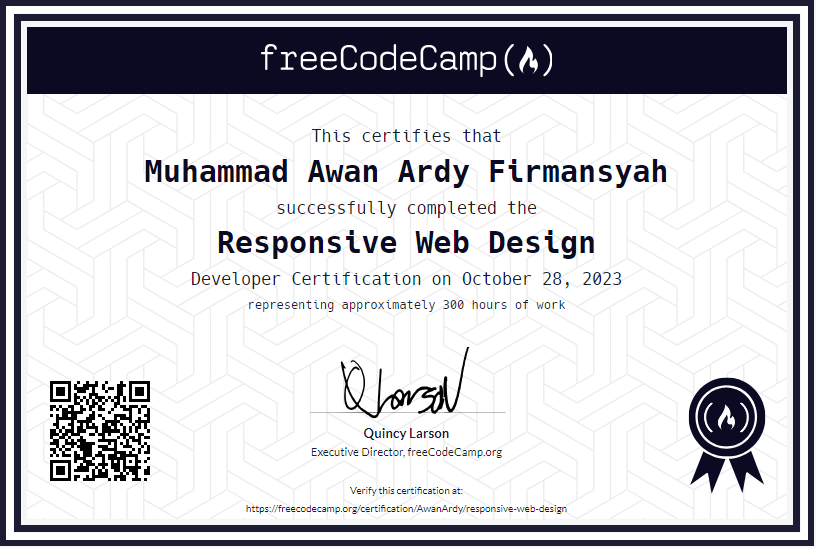 freeCodeCamp
This certifies that
Muhammad Awan Ardy Firmansyah
successfully completed the
Responsive Web Design
Developer Certification on October 28, 2023
representing approximately 300 hours of work
Q Larson
Quincy Larson
Executive Director, freeCodeCamp.org
Verify this certification at:
https://freecodecamp.org/certification/AwanArdy/responsive-web-design